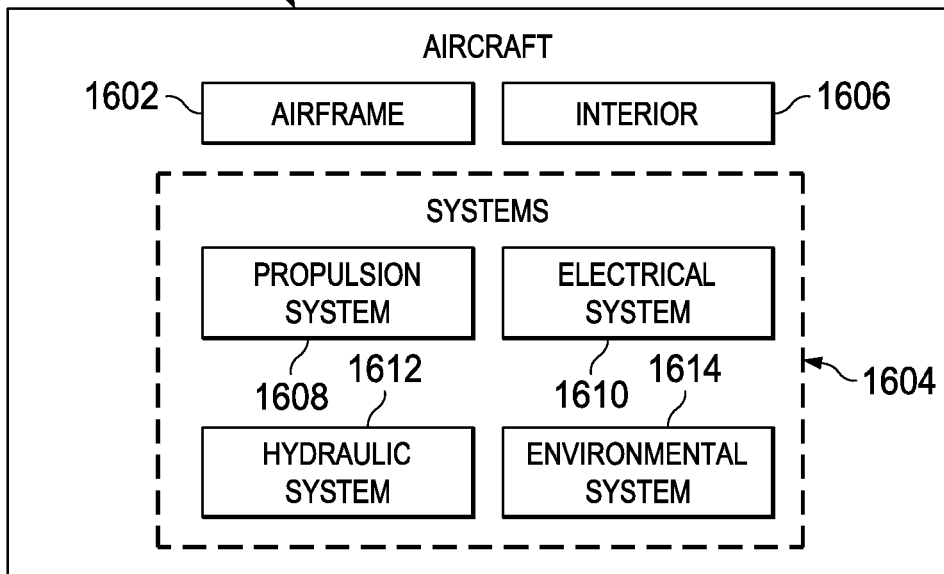 AIRCRAFT
1602 AIRFRAME INTERIOR 1606
SYSTEMS
PROPULSION SYSTEM
ELECTRICAL SYSTEM
1608 1612 1610 1614 1604
HYDRAULIC SYSTEM
ENVIRONMENTAL SYSTEM